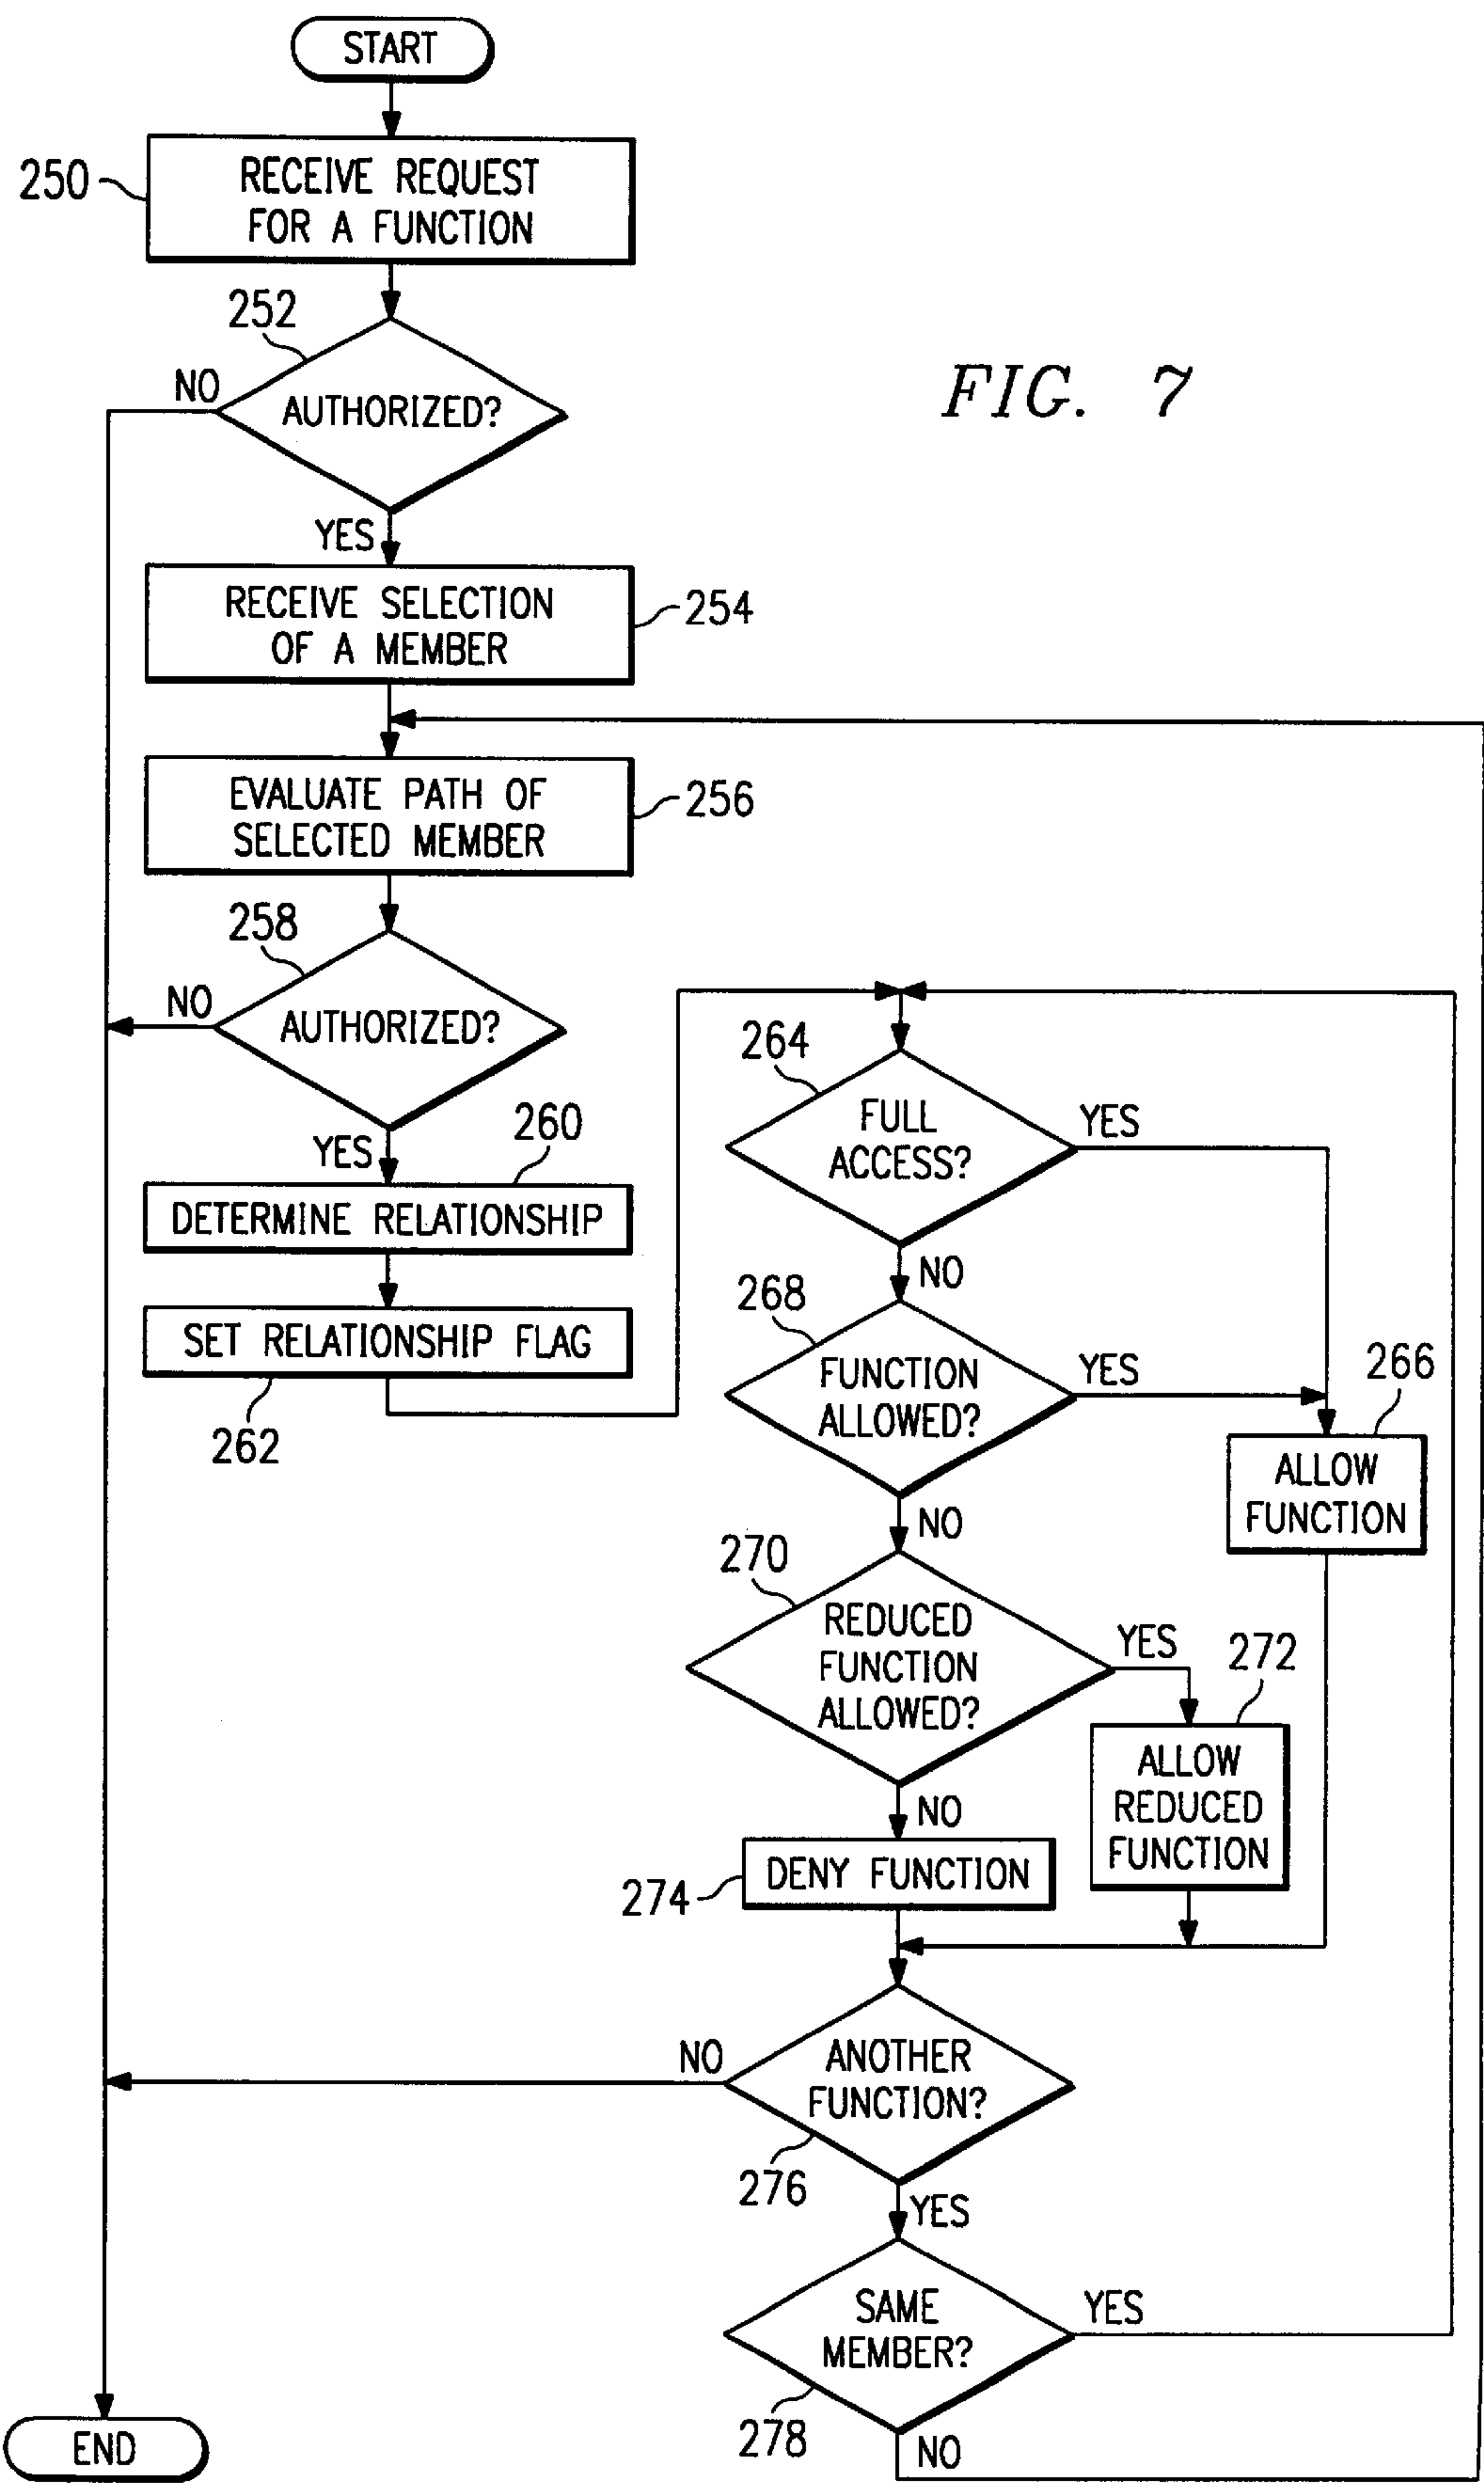 START
250
RECEIVE REQUEST
FOR A FUNCTION
252
NO
AUTHORIZED?
FIG. 7
YES
RECEIVE SELECTION
OF A MEMBER
254
EVALUATE PATH OF
SELECTED MEMBER
256
258
NO
AUTHORIZED?
YES
260
DETERMINE RELATIONSHIP
SET RELATIONSHIP FLAG
262
264
FULL
ACCESS?
YES
NO
268
FUNCTION
ALLOWED?
YES
266
ALLOW
FUNCTION
NO
270
REDUCED
FUNCTION
ALLOWED?
YES
272
ALLOW
REDUCED
FUNCTION
NO
DENY FUNCTION
274
NO
ANOTHER
FUNCTION?
276
YES
SAME
MEMBER?
YES
278
NO
END